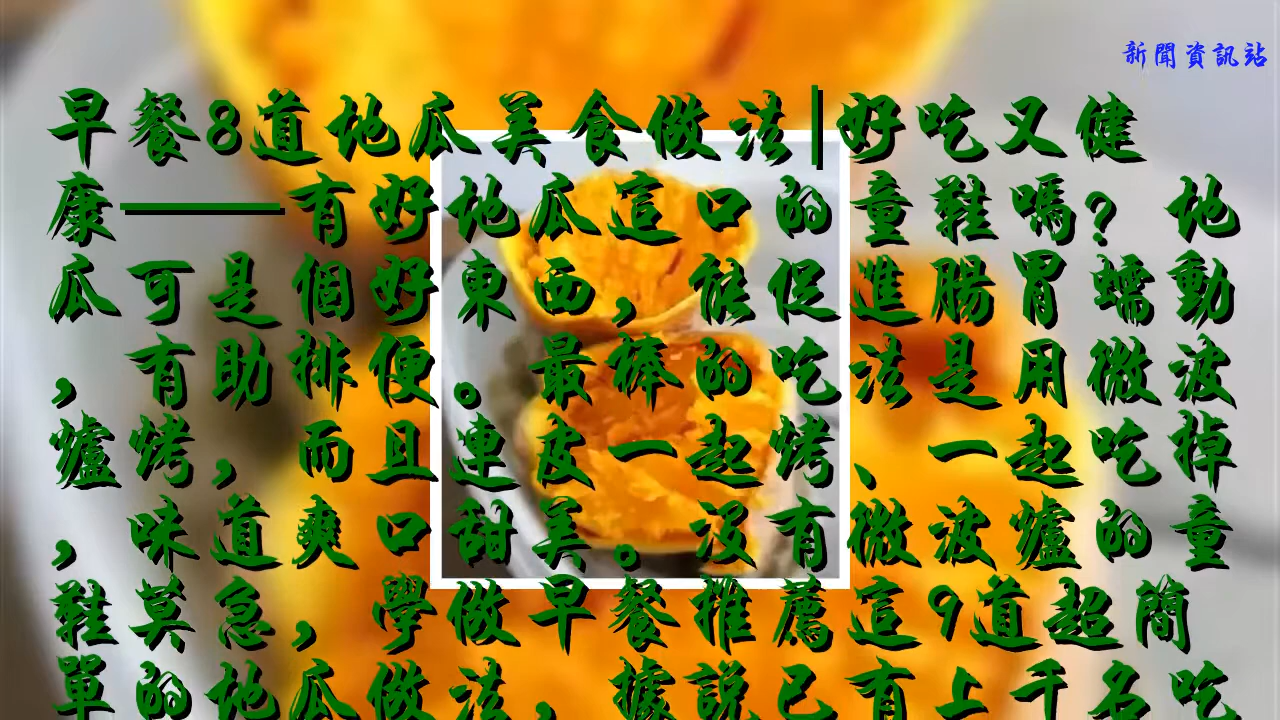 新聞資訊站
早餐8道地瓜美食做法|好吃又健
康——有好地瓜這口的童鞋嗎？地
瓜可是個好東西，能促進腸胃蠕動
，有助排便。最棒的吃法是用微波
爐烤，而且連皮一起烤、一起吃掉
，味道爽口甜美。沒有微波爐的童
鞋莫急，學做早餐推薦這9道超簡
單的地瓜做法，據說已有上千名吃